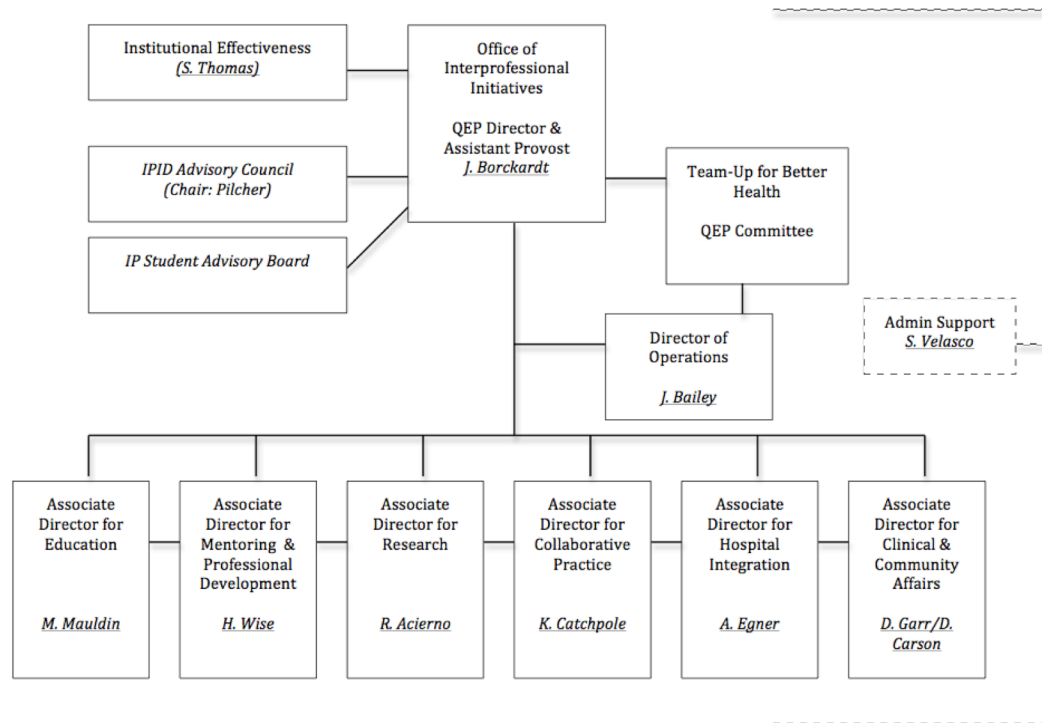 Institutional Effectiveness
(S. Thomas)
Office of
Interprofessional
Initiatives
QEP Director &
Assistant Provost
J. Borckardt
IPID Advisory Council
(Chair: Pilcher)
IP Student Advisory Board
Team-Up for Better
Health
QEP Committee
Director of
Operations
J. Bailey
Admin Support
S. Velasco
Associate
Director for
Education
M. Mauldin
Associate
Director for
Mentoring &
Professional
Development
H. Wise
Associate
Director for
Research
R. Acierno
Associate
Director for
Collaborative
Practice
K. Catchpole
Associate
Director for
Hospital
Integration
A. Egner
Associate
Director for
Clinical &
Community
Affairs
D. Garr/D.
Carson